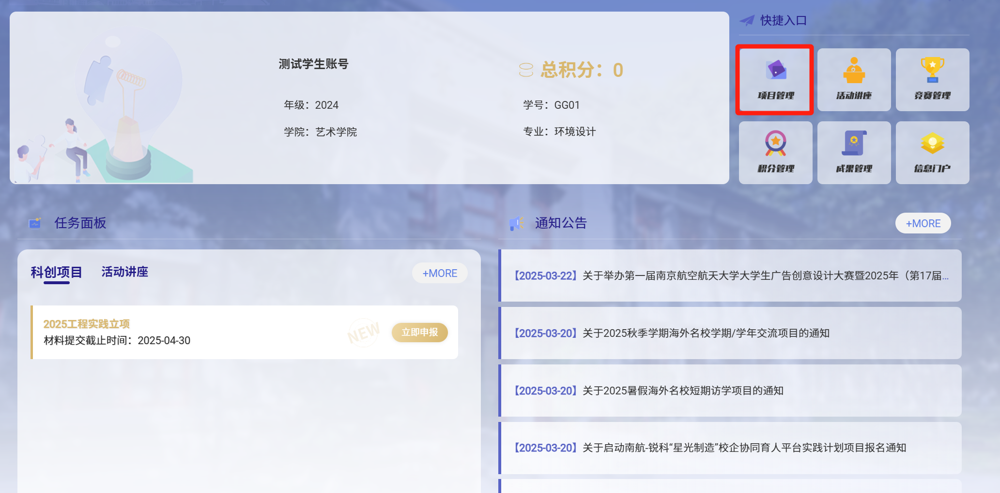 测试学生账号
总积分：0
年级：2024
学号：GG01
学院：艺术学院
专业：环境设计
快捷入口
项目管理
活动讲座
竞赛管理
积分管理
成果管理
信息门户
任务面板
科创项目
活动讲座
+MORE
2025工程实践立项
材料提交截止时间：2025-04-30
NEW
立即申报
通知公告
+MORE
【2025-03-22】关于举办第一届南京航空航天大学大学生广告创意设计大赛暨2025年（第17届...
【2025-03-20】关于2025秋季学期海外名校学期/学年交流项目的通知
【2025-03-20】关于2025暑假海外名校短期访学项目的通知
【2025-03-20】关于启动南航-锐科“星光制造”校企协同育人平台实践计划项目报名通知